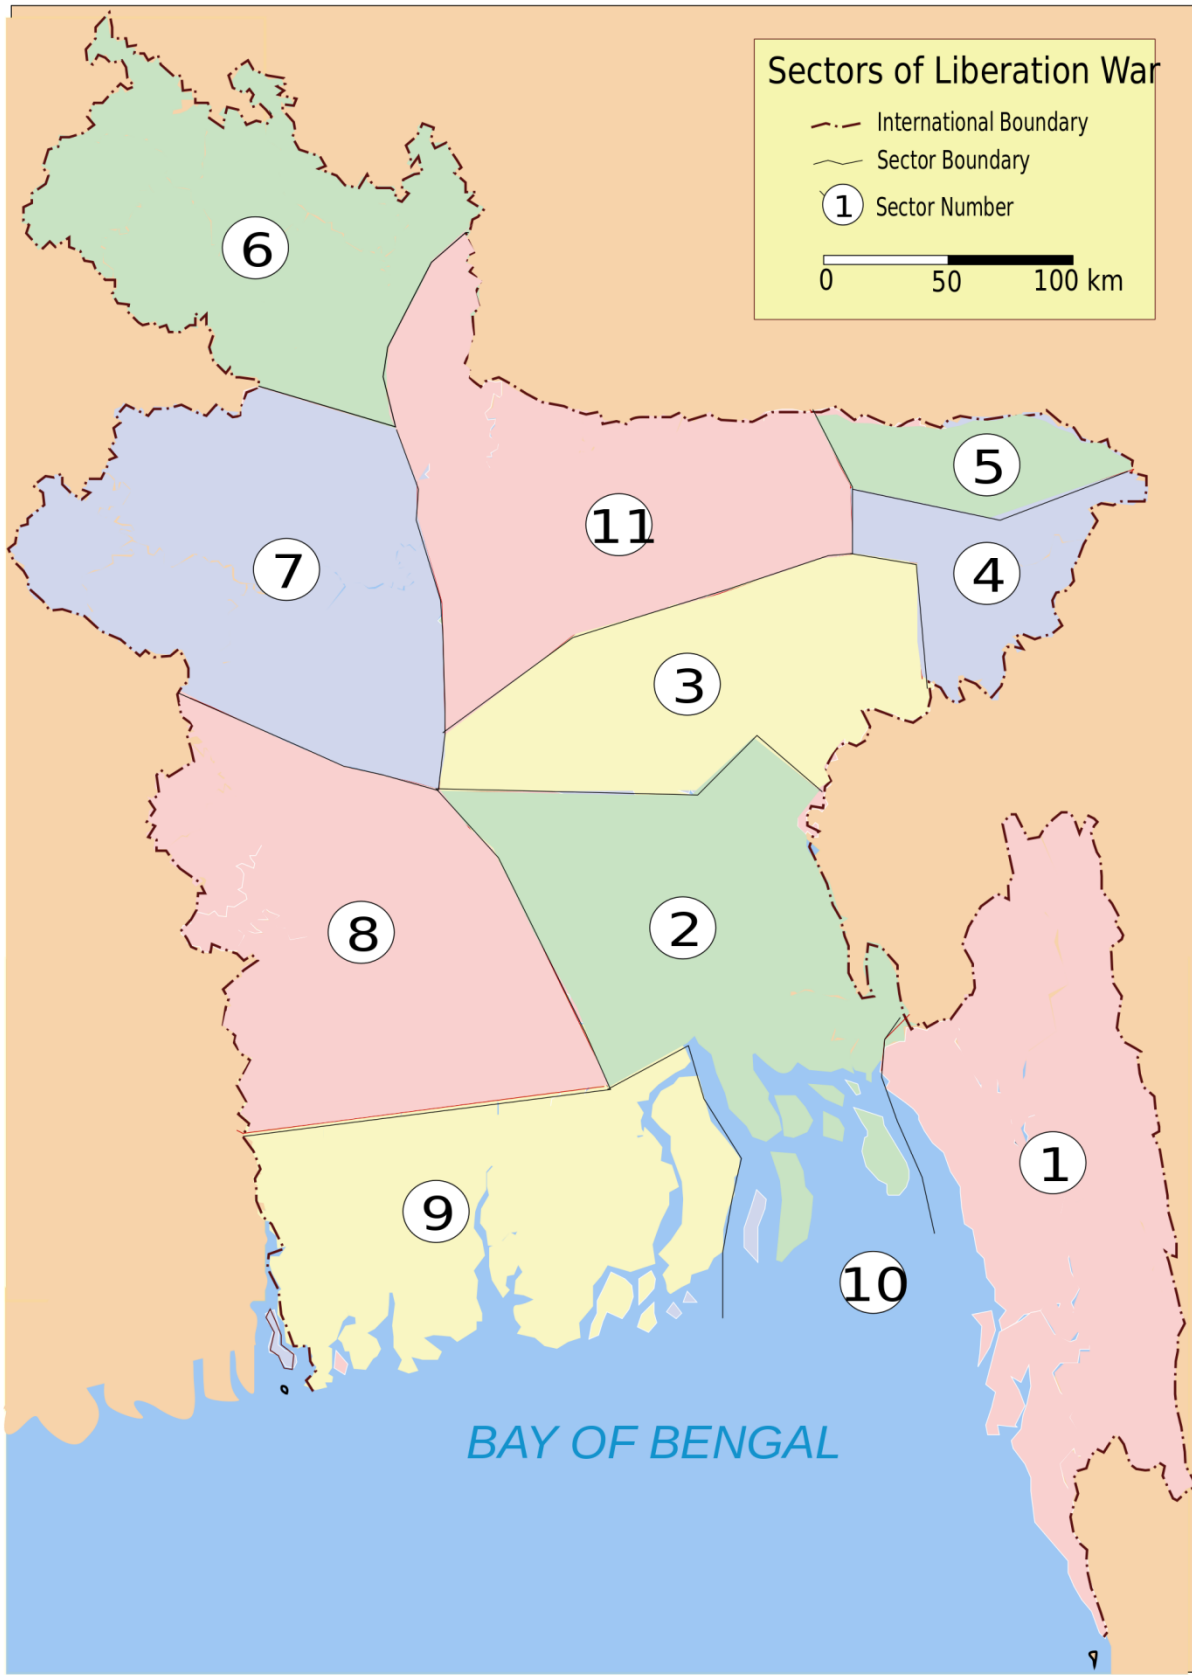 Sectors of Liberation War
International Boundary
Sector Boundary
1 Sector Number
0 50 100 km
6
5
11
7
4
3
8
2
1
9
10
BAY OF BENGAL